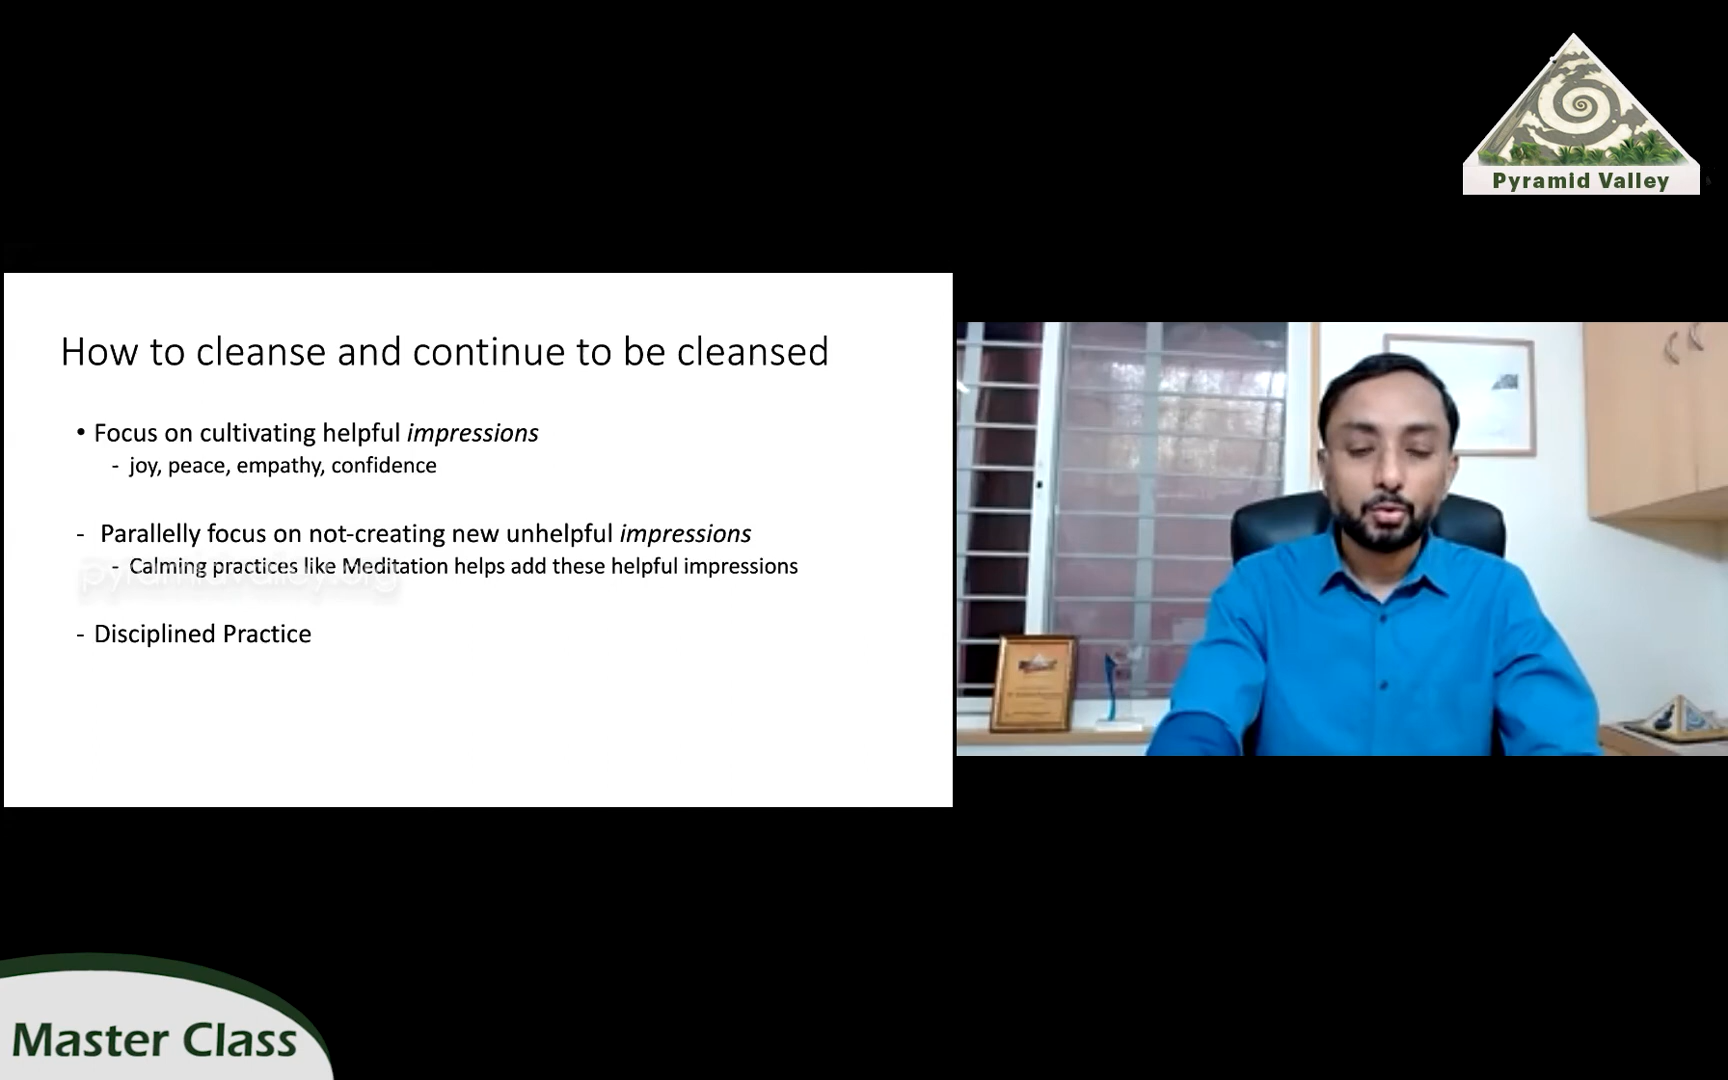 Pyramid Valley
How to cleanse and continue to be cleansed
• Focus on cultivating helpful impressions
- joy, peace, empathy, confidence
- Parallelly focus on not-creating new unhelpful impressions
- Calming practices like Meditation helps add these helpful impressions
pyramidvalley.org
- Disciplined Practice
Master Class